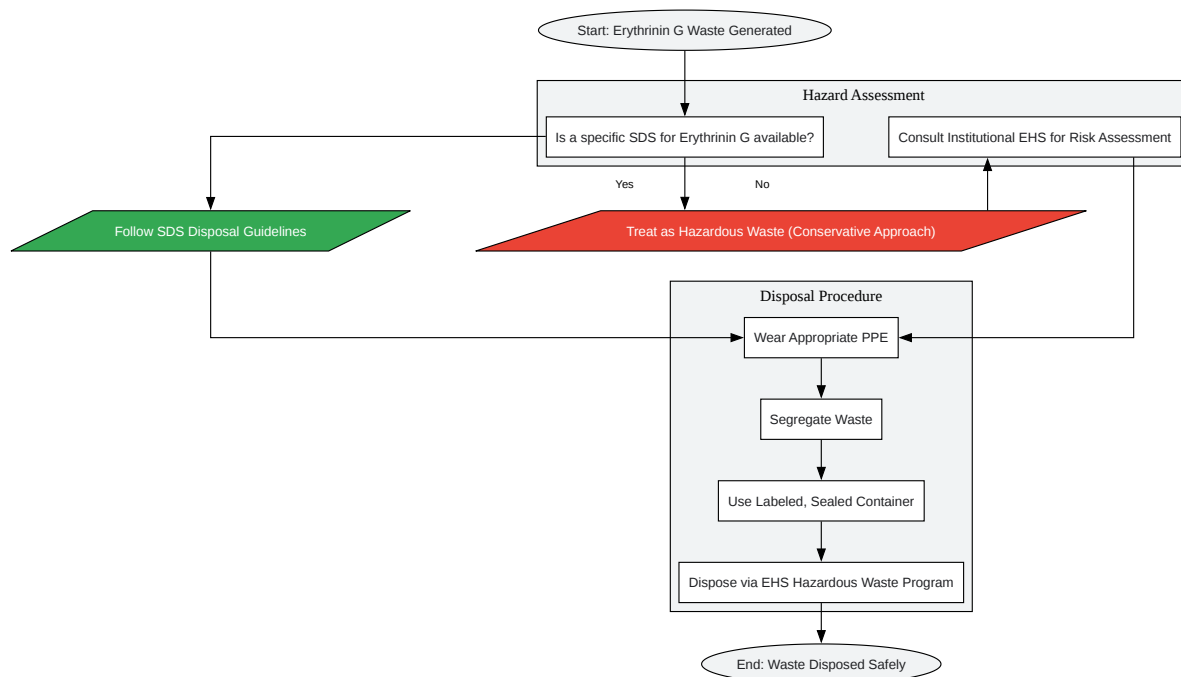 Start: Erythrinin G Waste Generated
Hazard Assessment
Is a specific SDS for Erythrinin G available?
Consult Institutional EHS for Risk Assessment
Yes
No
Follow SDS Disposal Guidelines
Treat as Hazardous Waste (Conservative Approach)
Disposal Procedure
Wear Appropriate PPE
Segregate Waste
Use Labeled, Sealed Container
Dispose via EHS Hazardous Waste Program
End: Waste Disposed Safely